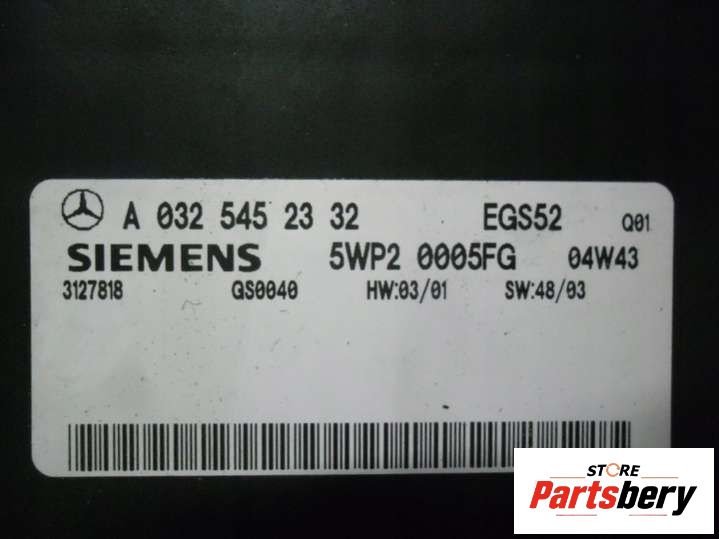 A 032 545 23 32 EGS52 Q01
SIEMENS 5WP2 0005FG 04W43
3127818 GS0040 HW:03/01 SW:48/03
STORE
Partsbery